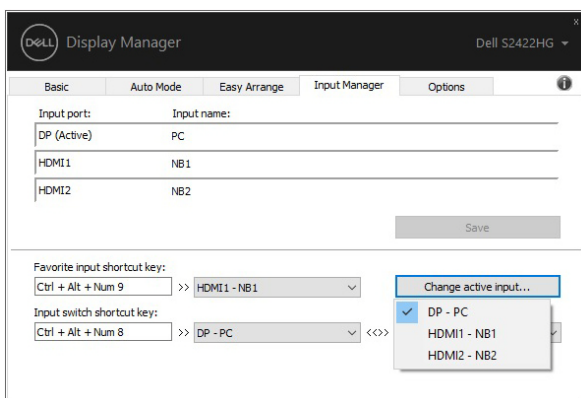 DELL Display Manager Dell S2422HG
x
Basic Auto Mode Easy Arrange Input Manager Options i
Input port: Input name:
DP (Active) PC
HDMI1 NB1
HDMI2 NB2
Save
Favorite input shortcut key:
Ctrl + Alt + Num 9 >> HDMI1 - NB1 Change active input...
DP - PC
Input switch shortcut key:
Ctrl + Alt + Num 8 >> DP - PC <<>> HDMI1 - NB1
HDMI2 - NB2